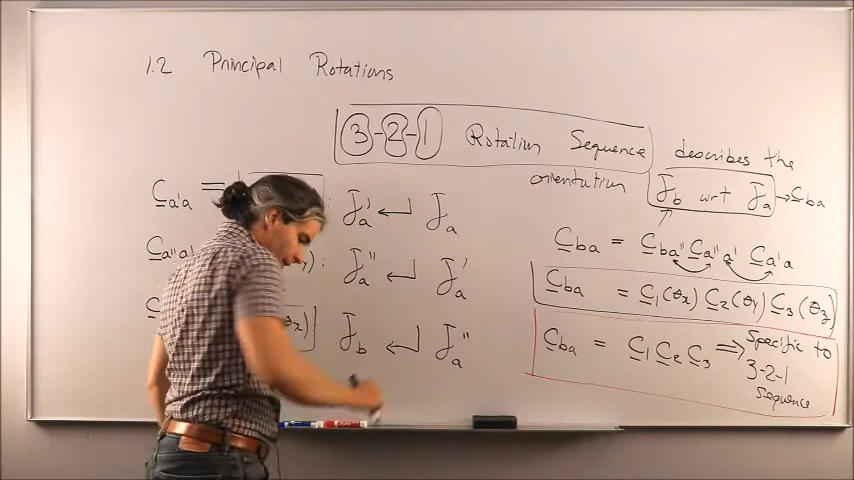 1.2 Principal Rotations
3-2-1 Rotation Sequence describes the
orientation F_b wrt F_a → C_ba
C_a'a = : F_a' ↵ F_a
C_ba = C_ba'' C_a''a' C_a'a
C_a''a' ) : F_a'' ↵ F_a'
C_ba = C_1(θ_x) C_2(θ_y) C_3(θ_z)
C θ_x) F_b ↵ F_a''
C_ba = C_1 C_2 C_3 ⇒ Specific to
3-2-1
Sequence